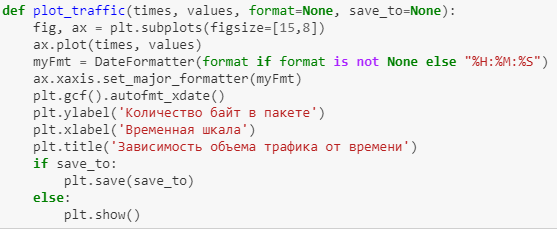 def plot_traffic(times, values, format=None, save_to=None):
    fig, ax = plt.subplots(figsize=[15,8])
    ax.plot(times, values)
    myFmt = DateFormatter(format if format is not None else "%H:%M:%S")
    ax.xaxis.set_major_formatter(myFmt)
    plt.gcf().autofmt_xdate()
    plt.ylabel('Количество байт в пакете')
    plt.xlabel('Временная шкала')
    plt.title('Зависимость объема трафика от времени')
    if save_to:
        plt.save(save_to)
    else:
        plt.show()